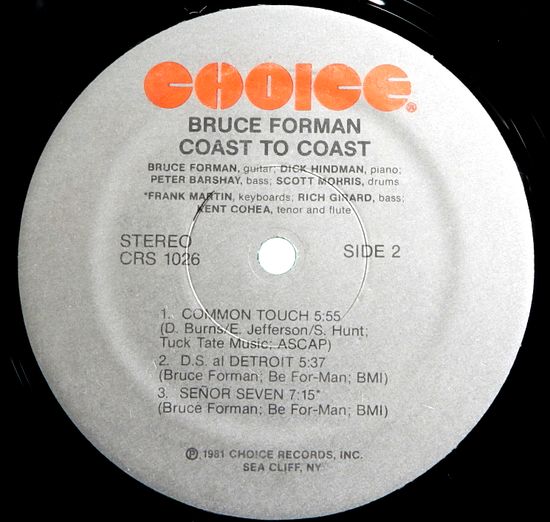 CHOICE®
BRUCE FORMAN
COAST TO COAST
BRUCE FORMAN, guitar; DICK HINDMAN, piano;
PETER BARSHAY, bass; SCOTT MORRIS, drums
*FRANK MARTIN, keyboards; RICH GIRARD, bass;
KENT COHEA, tenor and flute
STEREO
CRS 1026
SIDE 2
1. COMMON TOUCH 5:55
(D. Burns/E. Jefferson/S. Hunt;
Tuck Tate Music; ASCAP)
2. D.S. al DETROIT 5:37
(Bruce Forman; Be For-Man; BMI)
3. SEÑOR SEVEN 7:15*
(Bruce Forman; Be For-Man; BMI)
℗ 1981 CHOICE RECORDS, INC.
SEA CLIFF, NY